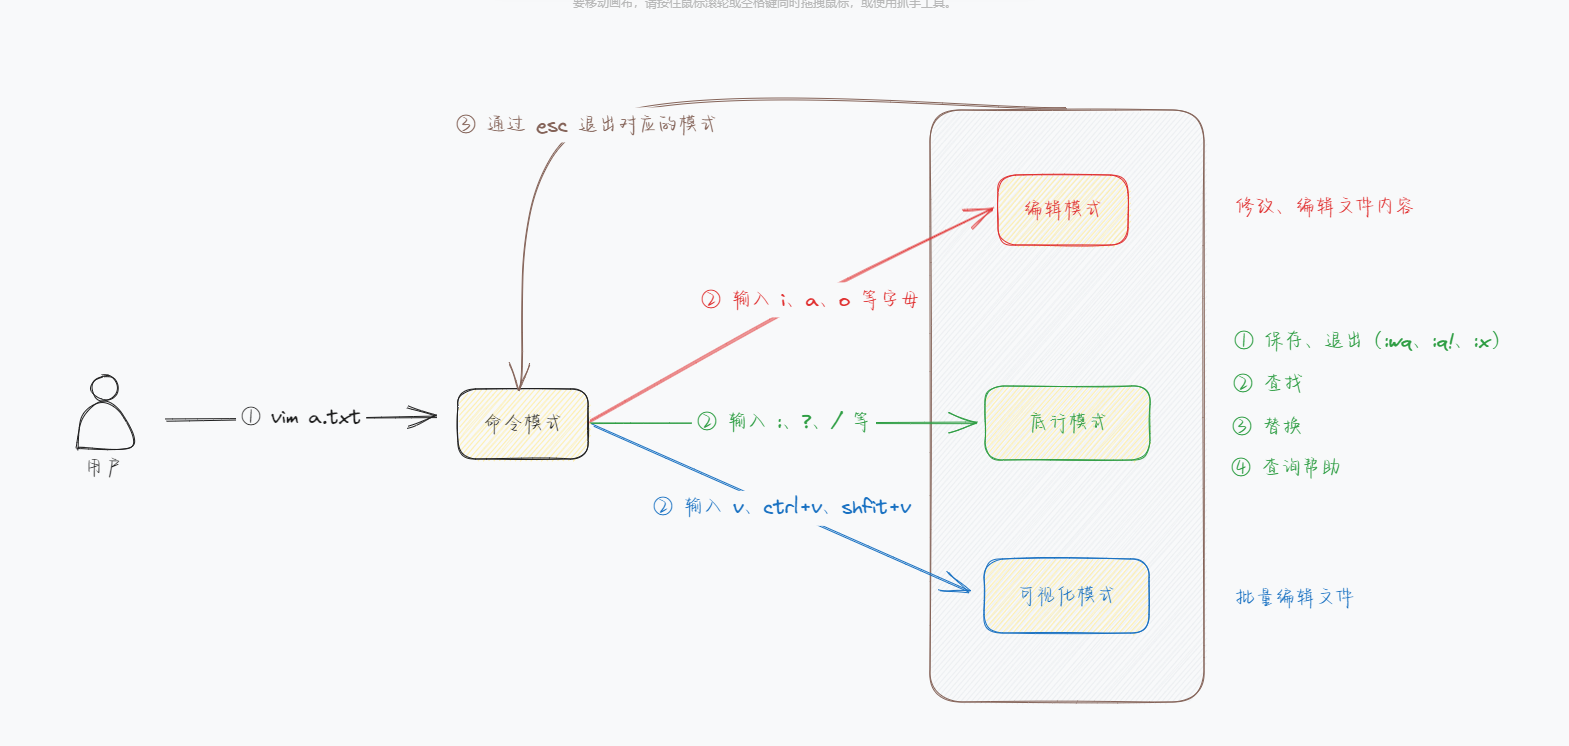 要移动画布，请按住鼠标滚轮或空格键同时拖拽鼠标，或使用抓手工具。
③ 通过 esc 退出对应的模式
编辑模式
修改、编辑文件内容
② 输入 i、a、o 等字母
① 保存、退出（:wq、:q!、:x）
② 查找
③ 替换
④ 查询帮助
① vim a.txt
命令模式
② 输入 :、?、/ 等
底行模式
用户
② 输入 v、ctrl+v、shfit+v
可视化模式
批量编辑文件